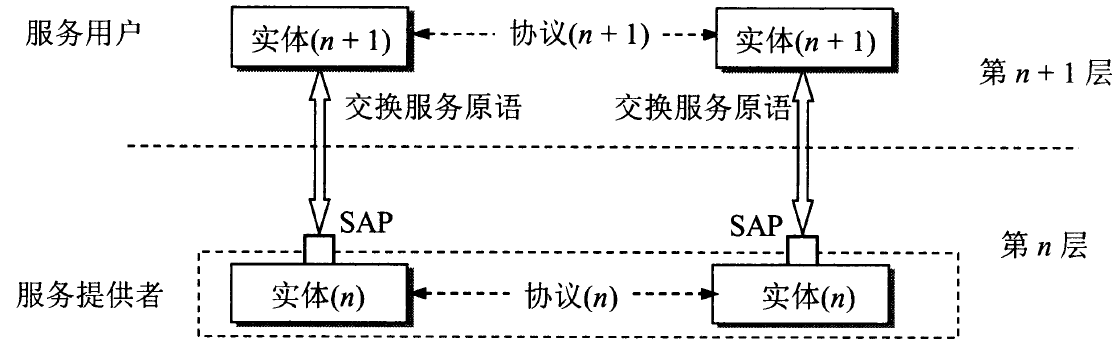 服务用户
实体(n + 1)
协议(n + 1)
实体(n + 1)
第 n + 1 层
交换服务原语
交换服务原语
SAP
SAP
第 n 层
服务提供者
实体(n)
协议(n)
实体(n)